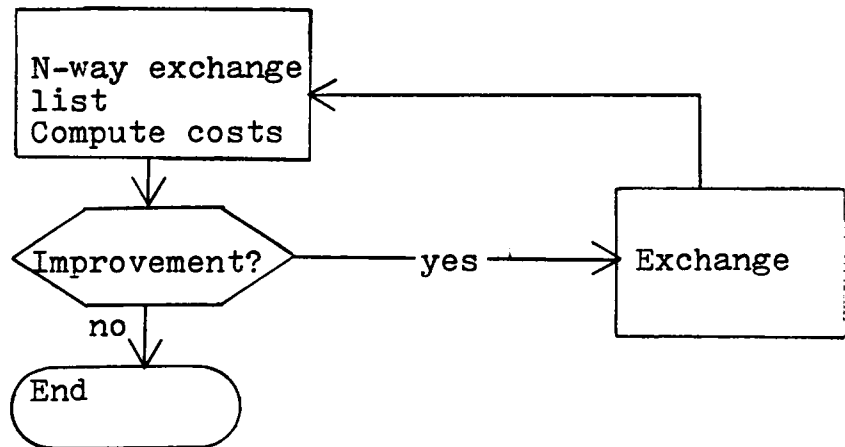 N-way exchange
list
Compute costs
Improvement?
yes
Exchange
no
End